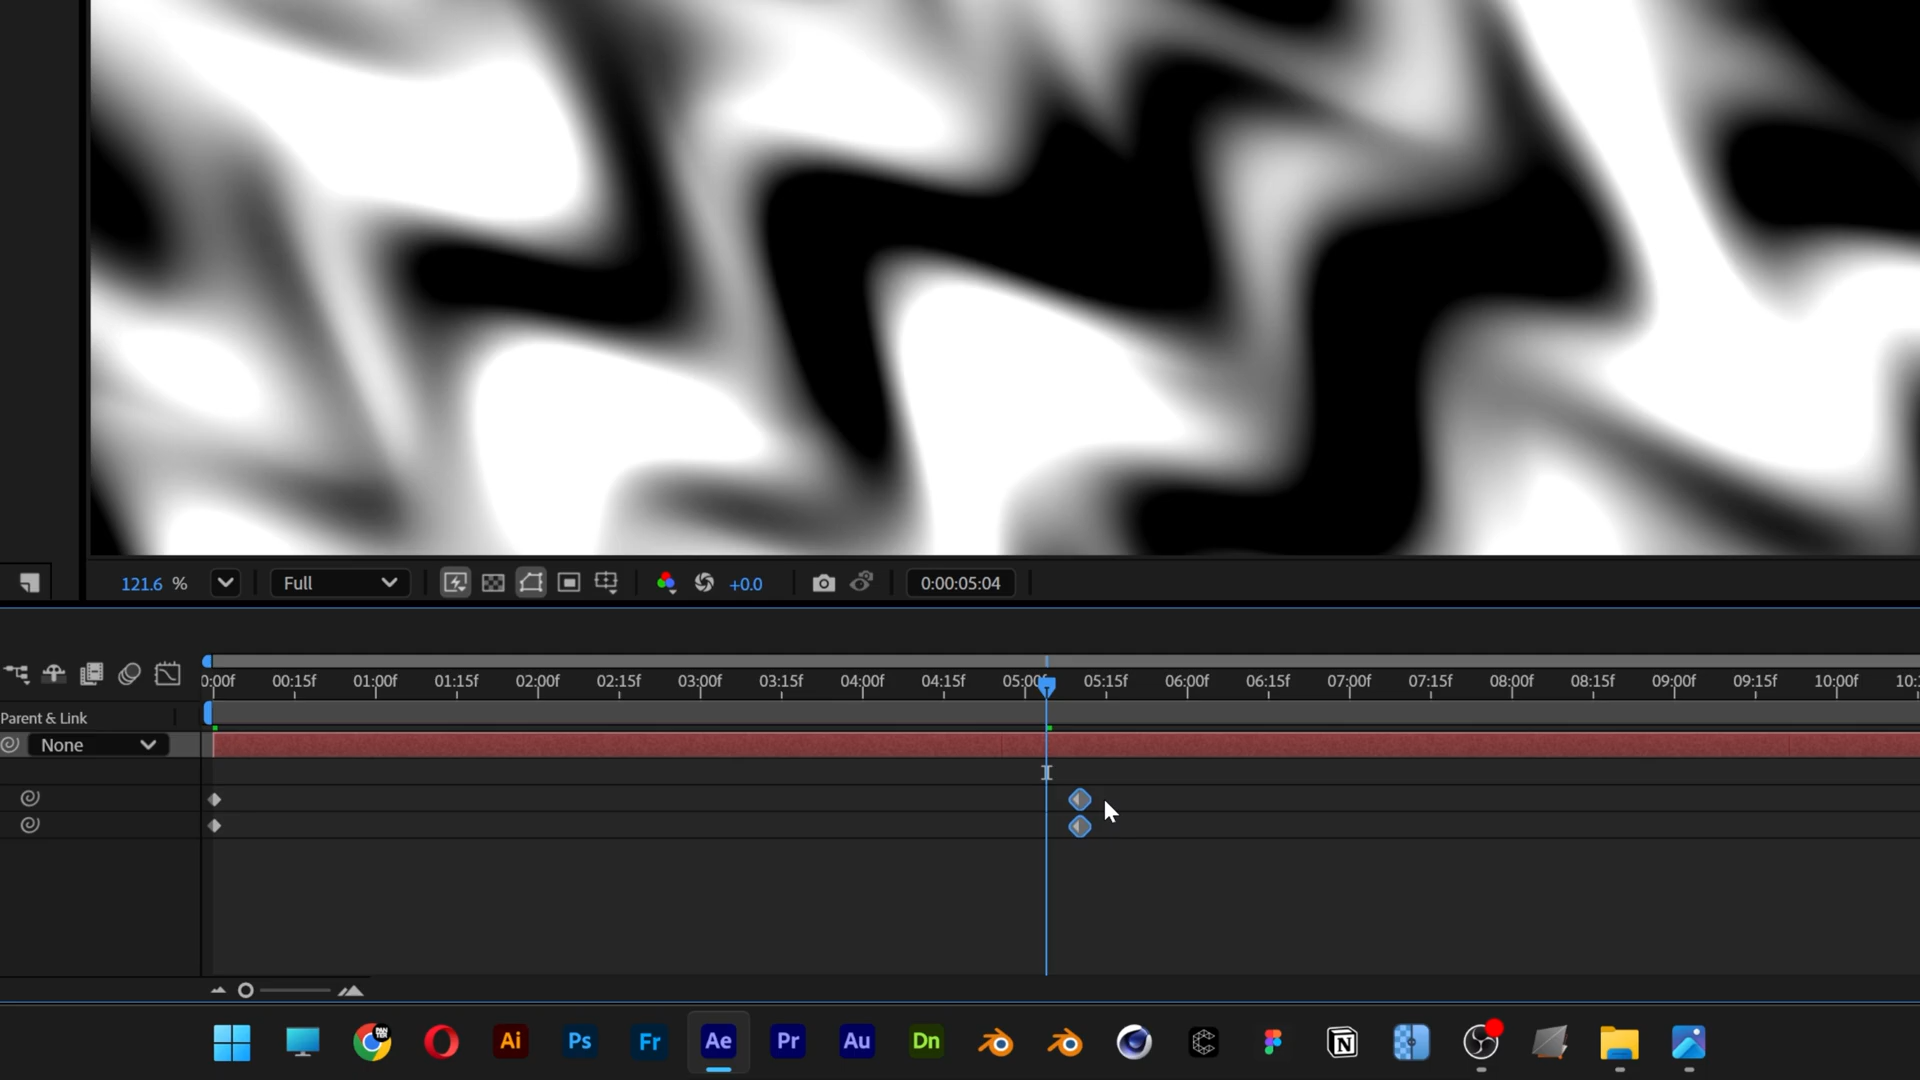 121.6 % Full +0.0 0:00:05:04
0:00f 00:15f 01:00f 01:15f 02:00f 02:15f 03:00f 03:15f 04:00f 04:15f 05:00f 05:15f 06:00f 06:15f 07:00f 07:15f 08:00f 08:15f 09:00f 09:15f 10:00f 10:
Parent & Link
None
Ai Ps Fr Ae Pr Au Dn N